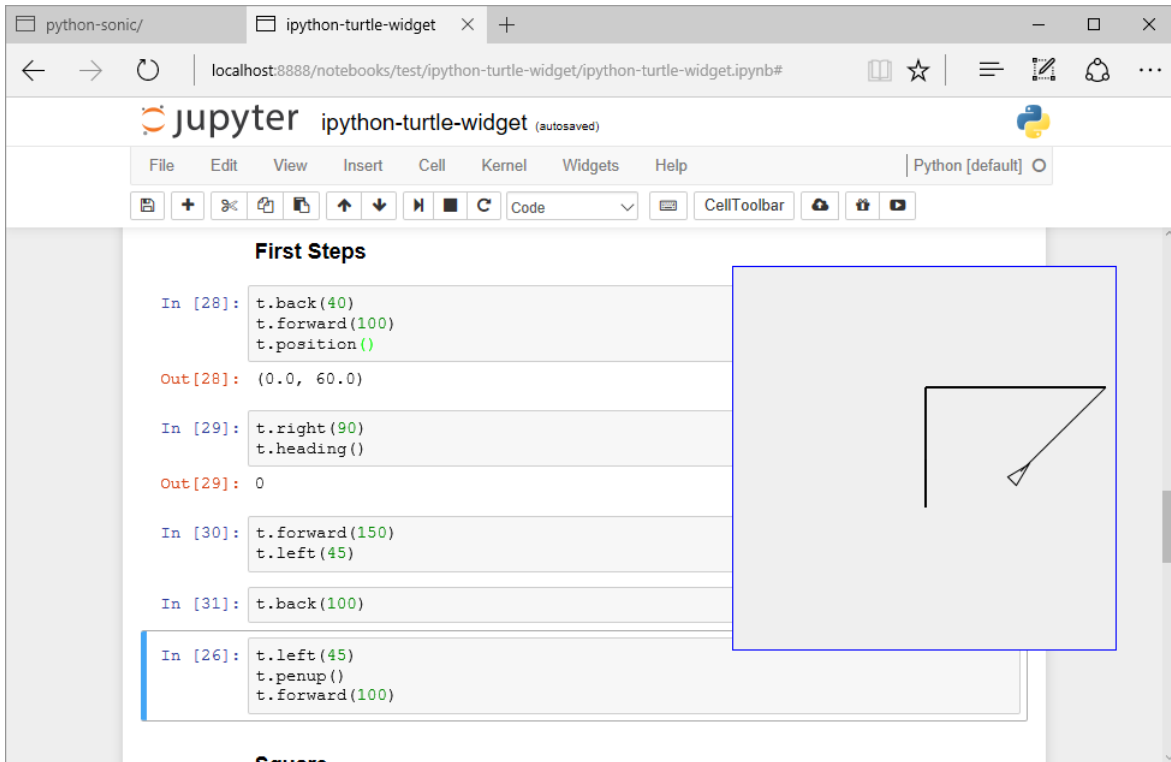 python-sonic/
ipython-turtle-widget
localhost:8888/notebooks/test/ipython-turtle-widget/ipython-turtle-widget.ipynb#
jupyter ipython-turtle-widget (autosaved)
File Edit View Insert Cell Kernel Widgets Help Python [default]
Code CellToolbar
First Steps
In [28]: t.back(40)
t.forward(100)
t.position()
Out[28]: (0.0, 60.0)
In [29]: t.right(90)
t.heading()
Out[29]: 0
In [30]: t.forward(150)
t.left(45)
In [31]: t.back(100)
In [26]: t.left(45)
t.penup()
t.forward(100)
Square